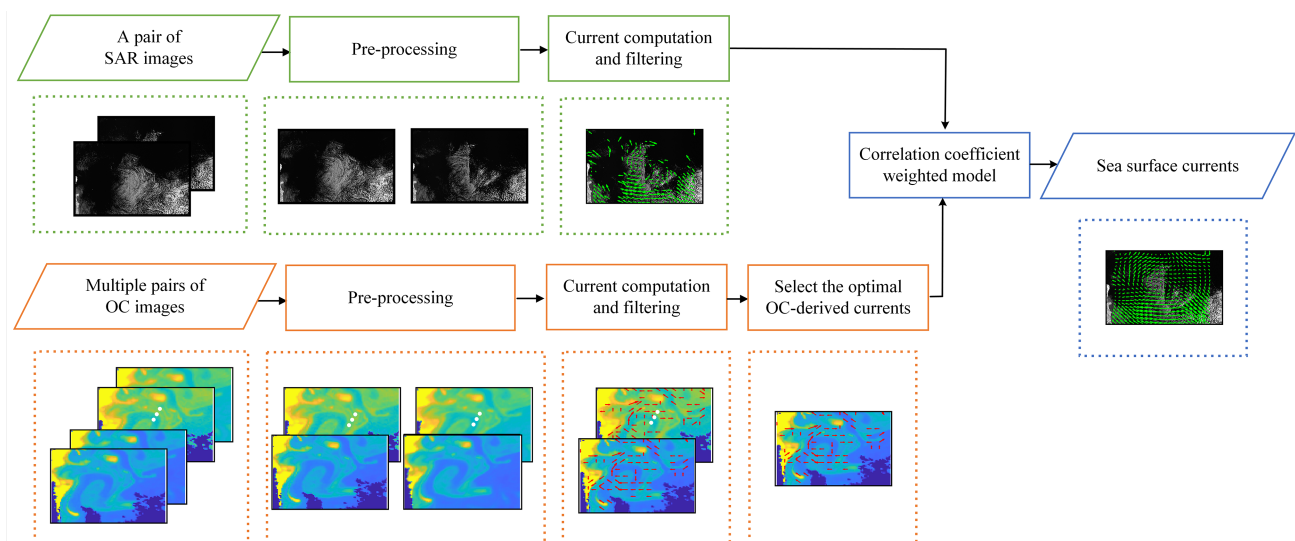 A pair of
SAR images
Pre-processing
Current computation
and filtering
Correlation coefficient
weighted model
Sea surface currents
Multiple pairs of
OC images
Pre-processing
Current computation
and filtering
Select the optimal
OC-derived currents